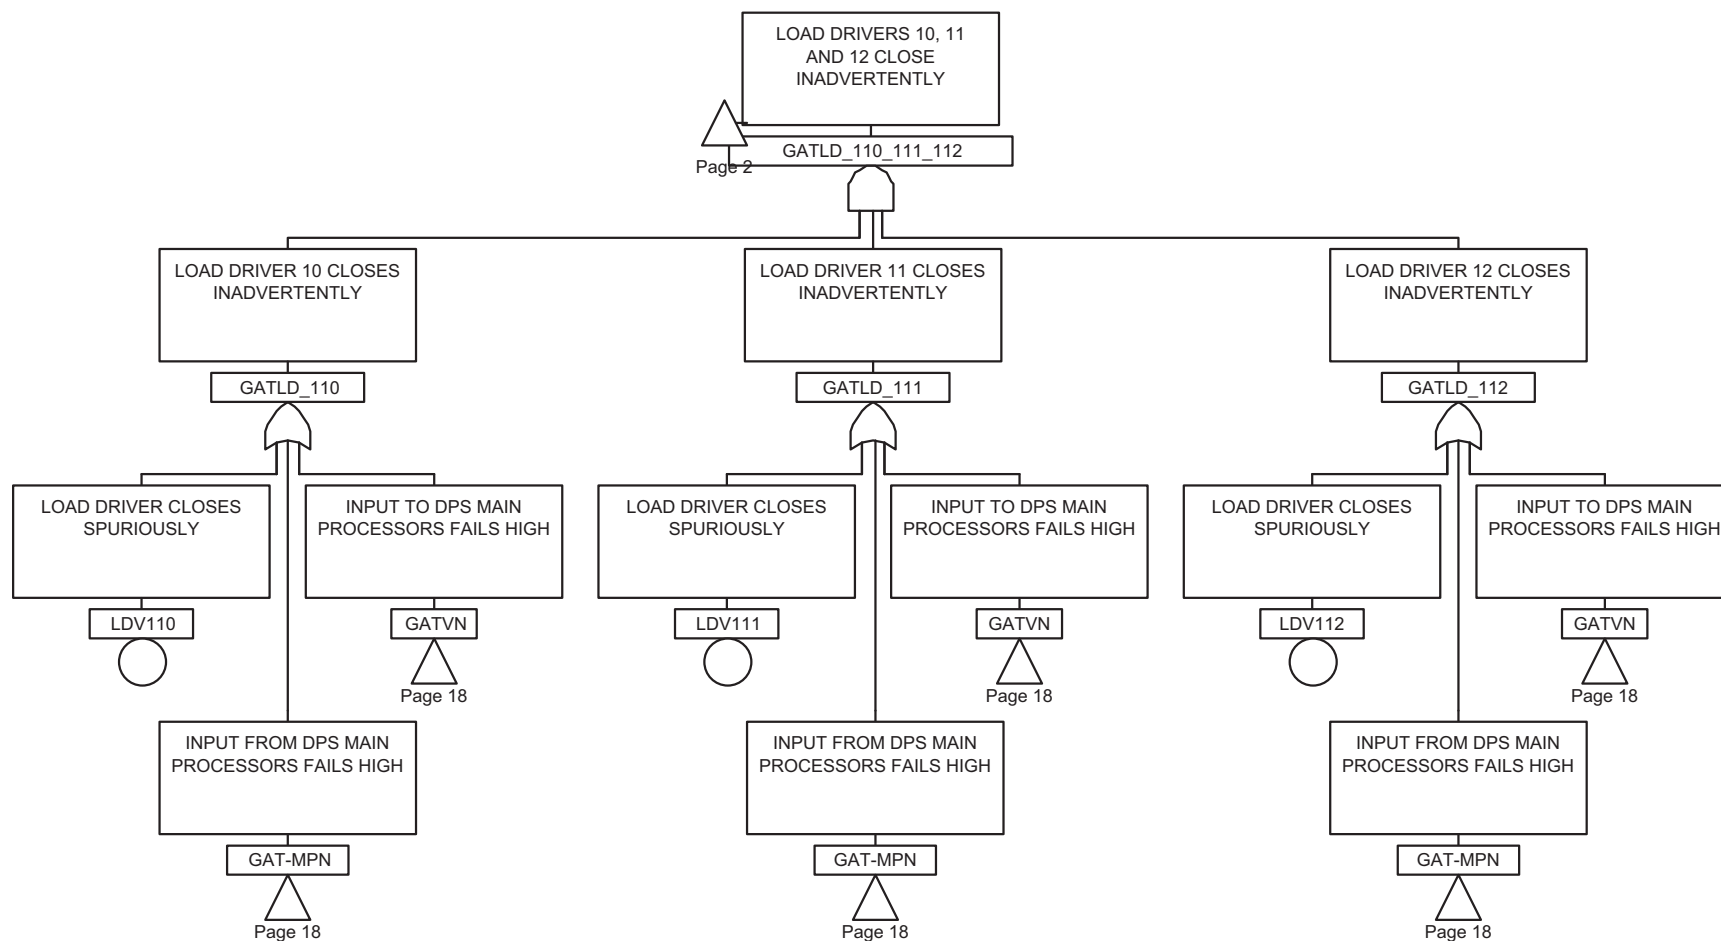 LOAD DRIVERS 10, 11
AND 12 CLOSE
INADVERTENTLY
GATLD_110_111_112
Page 2
LOAD DRIVER 10 CLOSES
INADVERTENTLY
GATLD_110
LOAD DRIVER 11 CLOSES
INADVERTENTLY
GATLD_111
LOAD DRIVER 12 CLOSES
INADVERTENTLY
GATLD_112
LOAD DRIVER CLOSES
SPURIOUSLY
LDV110
INPUT TO DPS MAIN
PROCESSORS FAILS HIGH
GATVN
Page 18
LOAD DRIVER CLOSES
SPURIOUSLY
LDV111
INPUT TO DPS MAIN
PROCESSORS FAILS HIGH
GATVN
Page 18
LOAD DRIVER CLOSES
SPURIOUSLY
LDV112
INPUT TO DPS MAIN
PROCESSORS FAILS HIGH
GATVN
Page 18
INPUT FROM DPS MAIN
PROCESSORS FAILS HIGH
GAT-MPN
Page 18
INPUT FROM DPS MAIN
PROCESSORS FAILS HIGH
GAT-MPN
Page 18
INPUT FROM DPS MAIN
PROCESSORS FAILS HIGH
GAT-MPN
Page 18